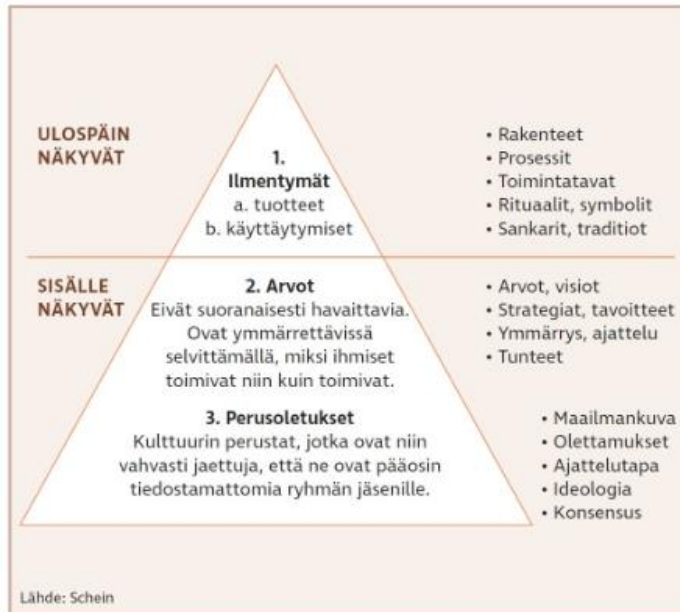 ULOSPÄIN
NÄKYVÄT
1.
Ilmentymät
a. tuotteet
b. käyttäytymiset
• Rakenteet
• Prosessit
• Toimintatavat
• Rituaalit, symbolit
• Sankarit, traditiot
SISÄLLE
NÄKYVÄT
2. Arvot
Eivät suoranaisesti havaittavia.
Ovat ymmärrettävissä
selvittämällä, miksi ihmiset
toimivat niin kuin toimivat.
• Arvot, visiot
• Strategiat, tavoitteet
• Ymmärrys, ajattelu
• Tunteet
3. Perusoletukset
Kulttuurin perustat, jotka ovat niin
vahvasti jaettuja, että ne ovat pääosin
tiedostamattomia ryhmän jäsenille.
• Maailmankuva
• Olettamukset
• Ajattelutapa
• Ideologia
• Konsensus
Lähde: Schein